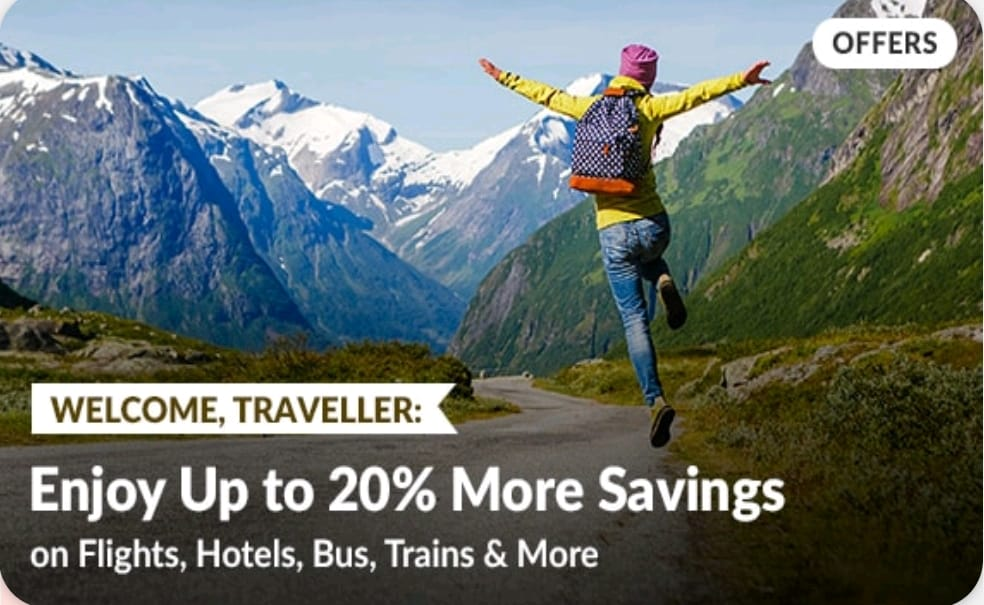 OFFERS
WELCOME, TRAVELLER:
Enjoy Up to 20% More Savings
on Flights, Hotels, Bus, Trains & More